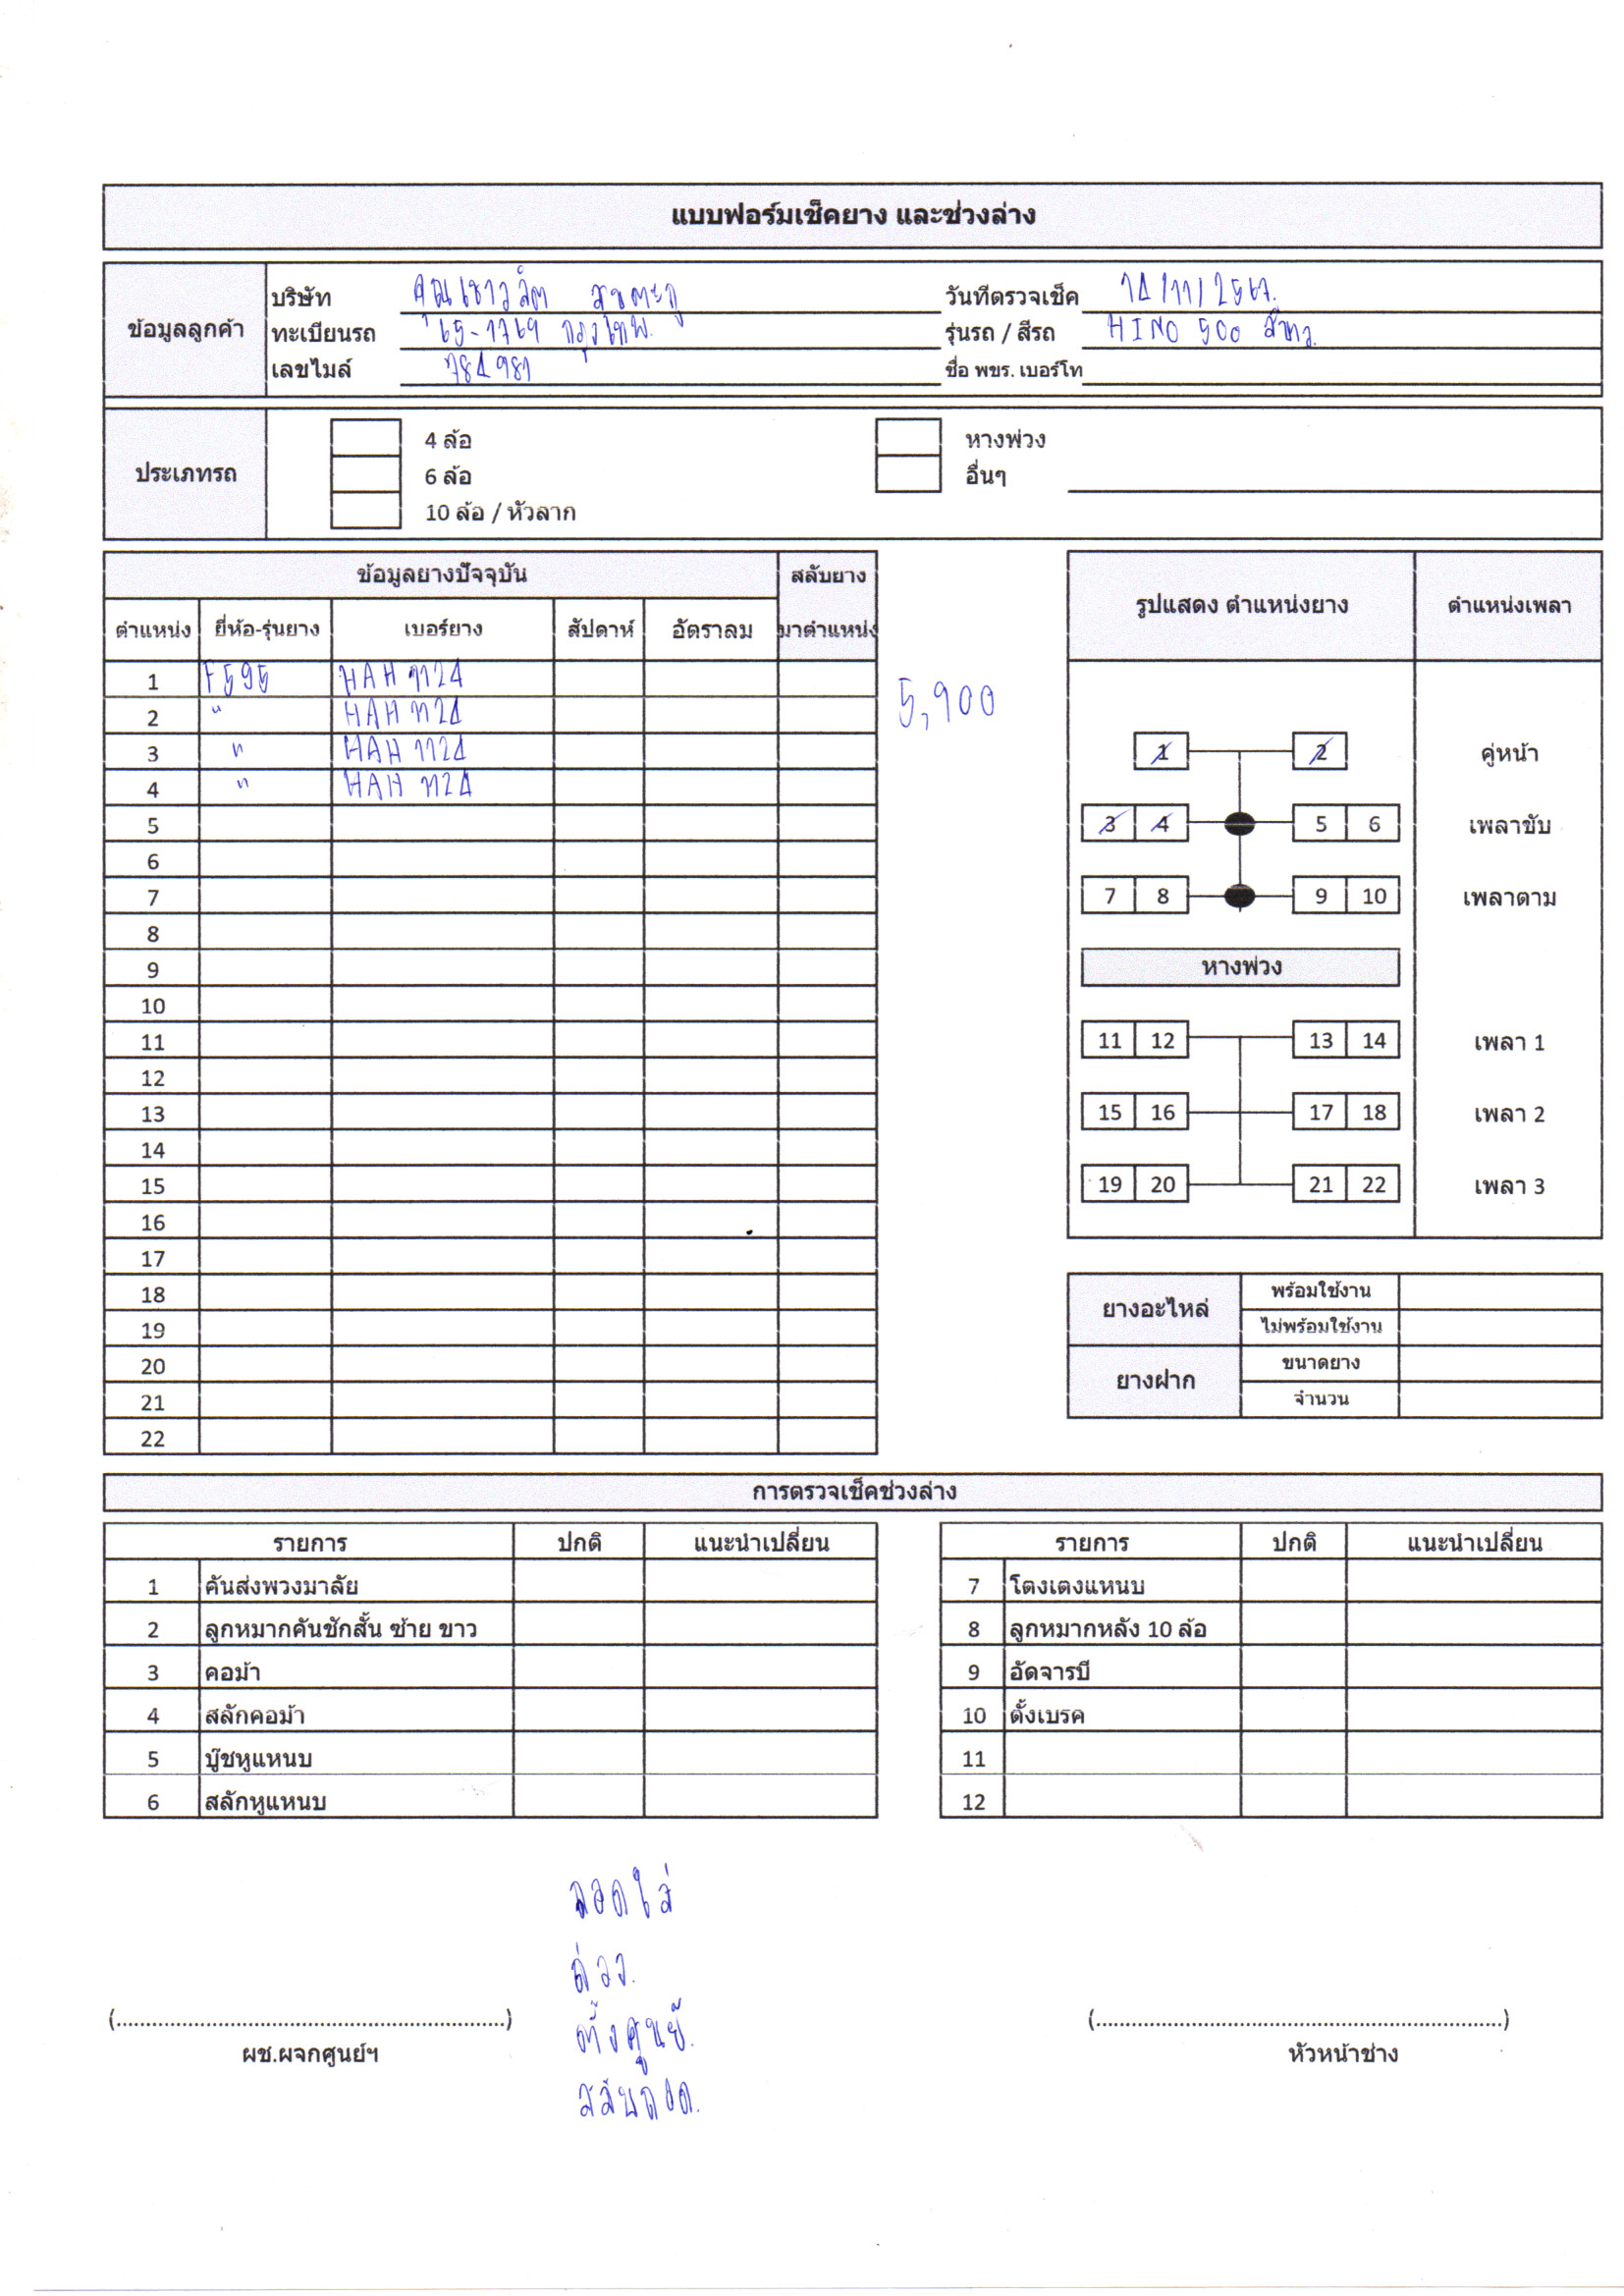 แบบฟอร์มเช็คยาง และช่วงล่าง
ข้อมูลลูกค้า
บริษัท คุณเชาวลิต
วันที่ตรวจเช็ค 14/11/2567.
ทะเบียนรถ 65-1769 กรุงเทพ.
รุ่นรถ / สีรถ HINO 500 สีขาว.
เลขไมล์ 784981
ชื่อ พขร. เบอร์โท
ประเภทรถ
4 ล้อ
หางพ่วง
6 ล้อ
อื่นๆ
10 ล้อ / หัวลาก
ข้อมูลยางปัจจุบัน สลับยาง
ตำแหน่ง ยี่ห้อ-รุ่นยาง เบอร์ยาง สัปดาห์ อัตราลม มาตำแหน่ง
1 F595 HAH 1124
2 " HAH 1124
3 " HAH 1124
4 " HAH 1124
5
6
7
8
9
10
11
12
13
14
15
16
17
18
19
20
21
22
5,900
รูปแสดง ตำแหน่งยาง ตำแหน่งเพลา
1 2 คู่หน้า
3 4 5 6 เพลาขับ
7 8 9 10 เพลาตาม
หางพ่วง
11 12 13 14 เพลา 1
15 16 17 18 เพลา 2
19 20 21 22 เพลา 3
ยางอะไหล่ พร้อมใช้งาน
ไม่พร้อมใช้งาน
ยางฝาก ขนาดยาง
จำนวน
การตรวจเช็คช่วงล่าง
รายการ ปกติ แนะนำเปลี่ยน
1 คันส่งพวงมาลัย
2 ลูกหมากคันชักสั้น ซ้าย ขาว
3 คอม้า
4 สลักคอม้า
5 บู๊ชหูแหนบ
6 สลักหูแหนบ
รายการ ปกติ แนะนำเปลี่ยน
7 โตงเตงแหนบ
8 ลูกหมากหลัง 10 ล้อ
9 อัดจารบี
10 ตั้งเบรค
11
12
ถอดใส่
ถ่วง.
ตั้งศูนย์.
สลับถอด.
(..........................................................)
ผช.ผจกศูนย์ฯ
(..........................................................)
หัวหน้าช่าง